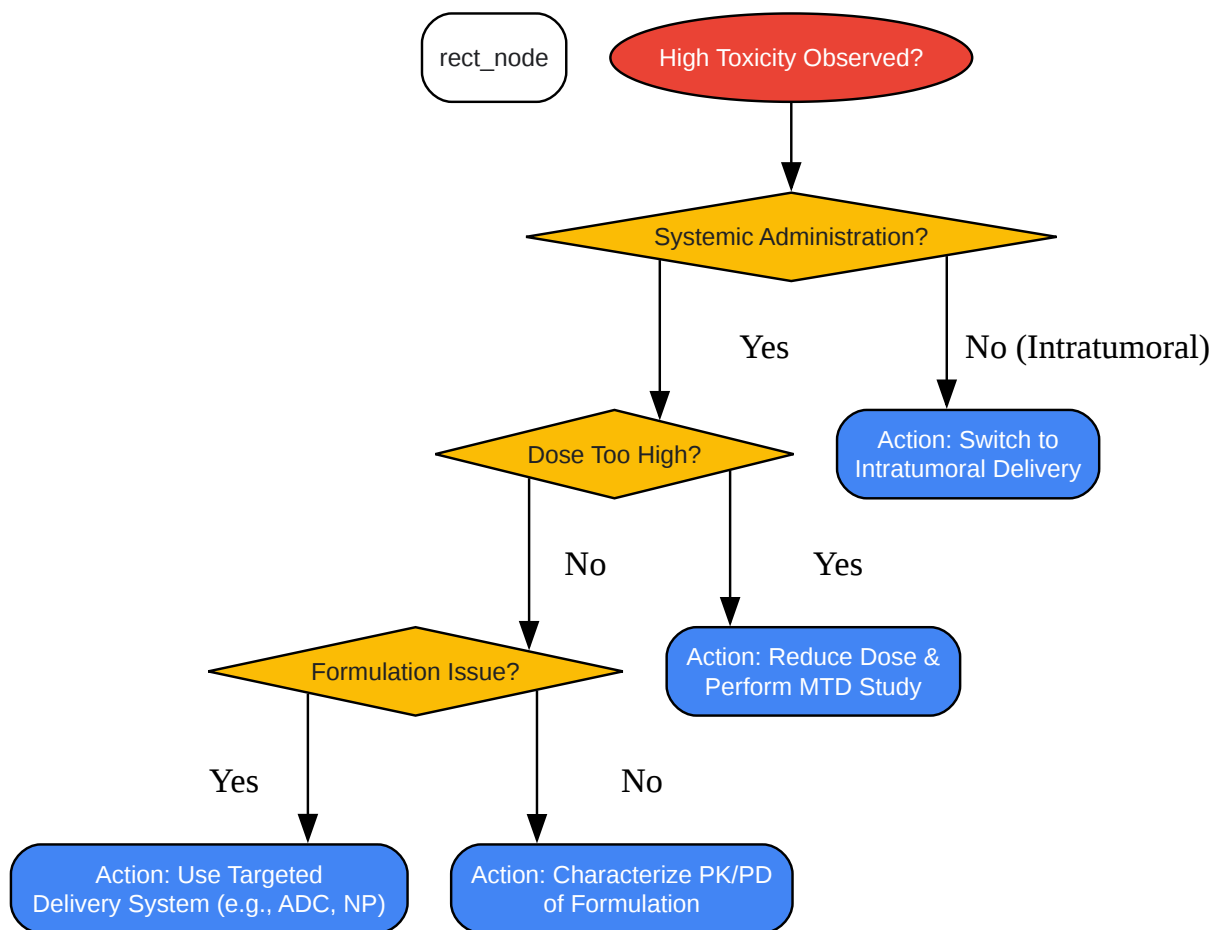 rect_node
High Toxicity Observed?
Systemic Administration?
Yes
No (Intratumoral)
Dose Too High?
Action: Switch to
Intratumoral Delivery
No
Yes
Formulation Issue?
Action: Reduce Dose &
Perform MTD Study
Yes
No
Action: Use Targeted
Delivery System (e.g., ADC, NP)
Action: Characterize PK/PD
of Formulation